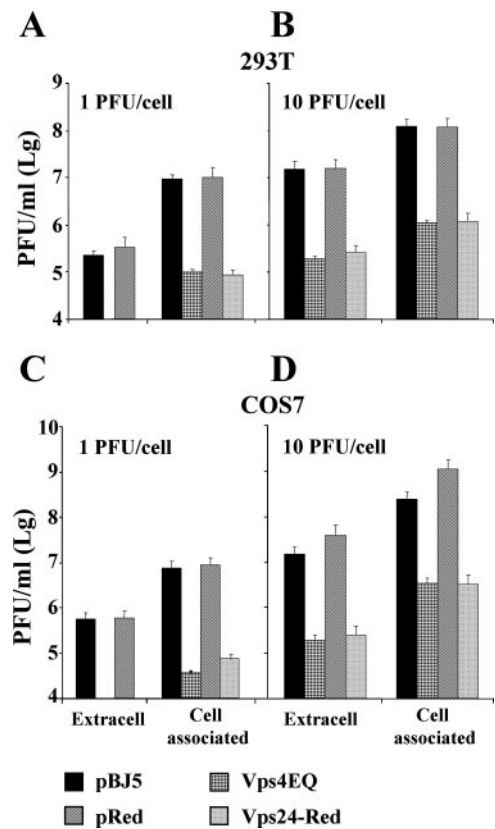 A B
293T
1 PFU/cell 10 PFU/cell
PFU/ml (Lg)
9
8
7
6
5
4
C D
COS7
1 PFU/cell 10 PFU/cell
PFU/ml (Lg)
10
9
8
7
6
5
4
Extracell Cell associated Extracell Cell associated
pBJ5 Vps4EQ
pRed Vps24-Red